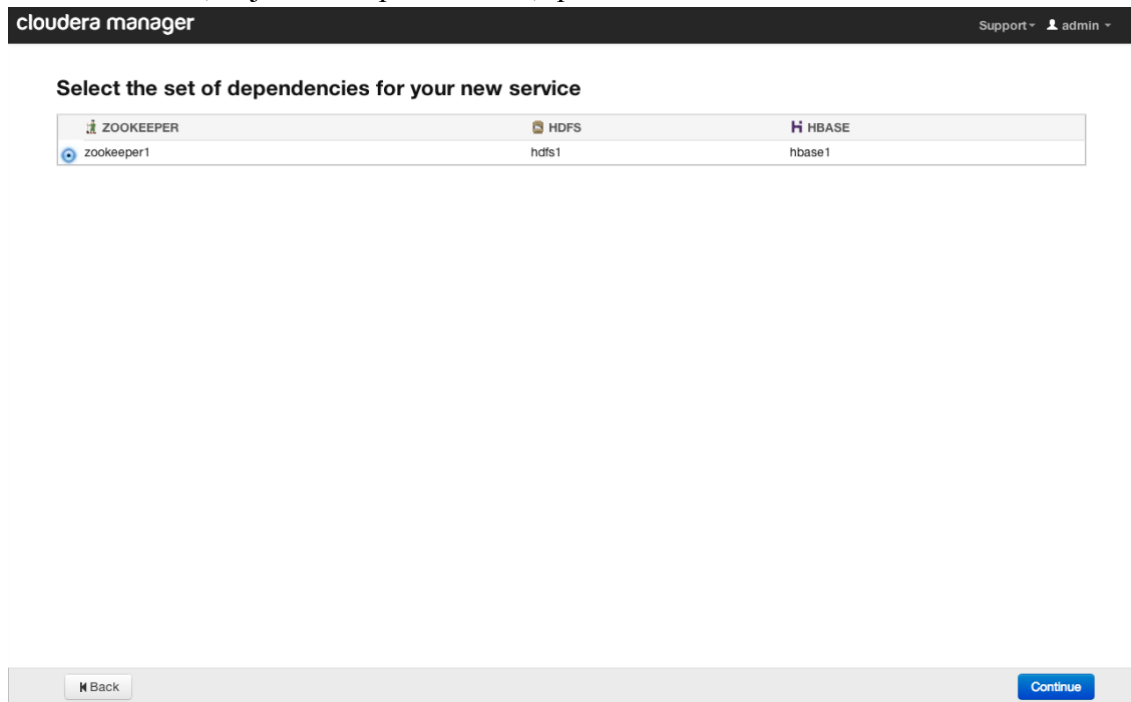 cloudera manager Support admin
Select the set of dependencies for your new service
ZOOKEEPER HDFS HBASE
zookeeper1 hdfs1 hbase1
Back Continue